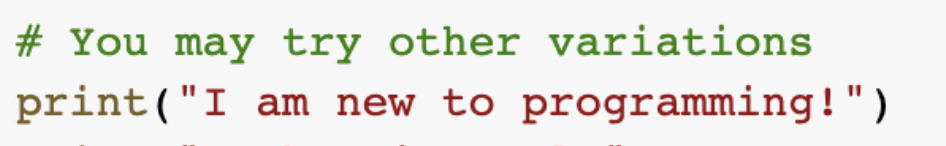 # You may try other variations
print("I am new to programming!")